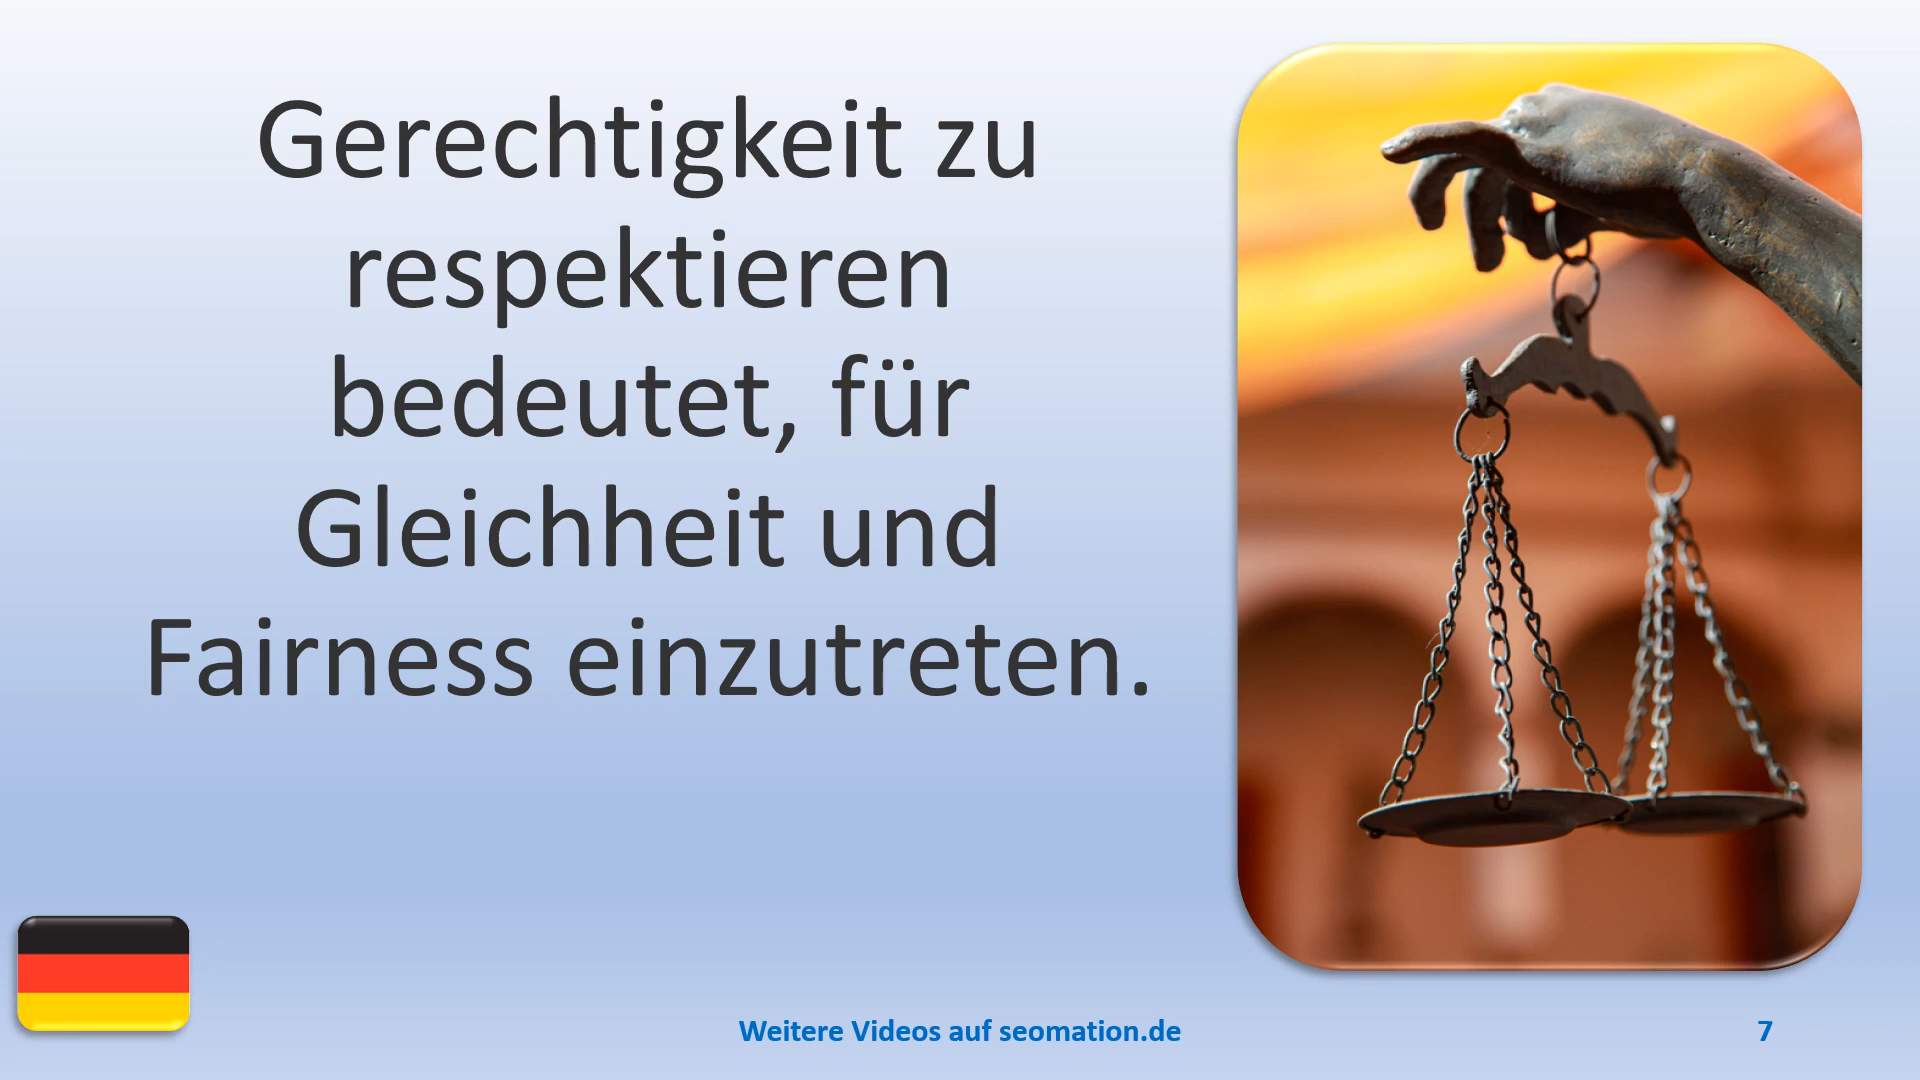 Gerechtigkeit zu
respektieren
bedeutet, für
Gleichheit und
Fairness einzutreten.
Weitere Videos auf seomation.de
7